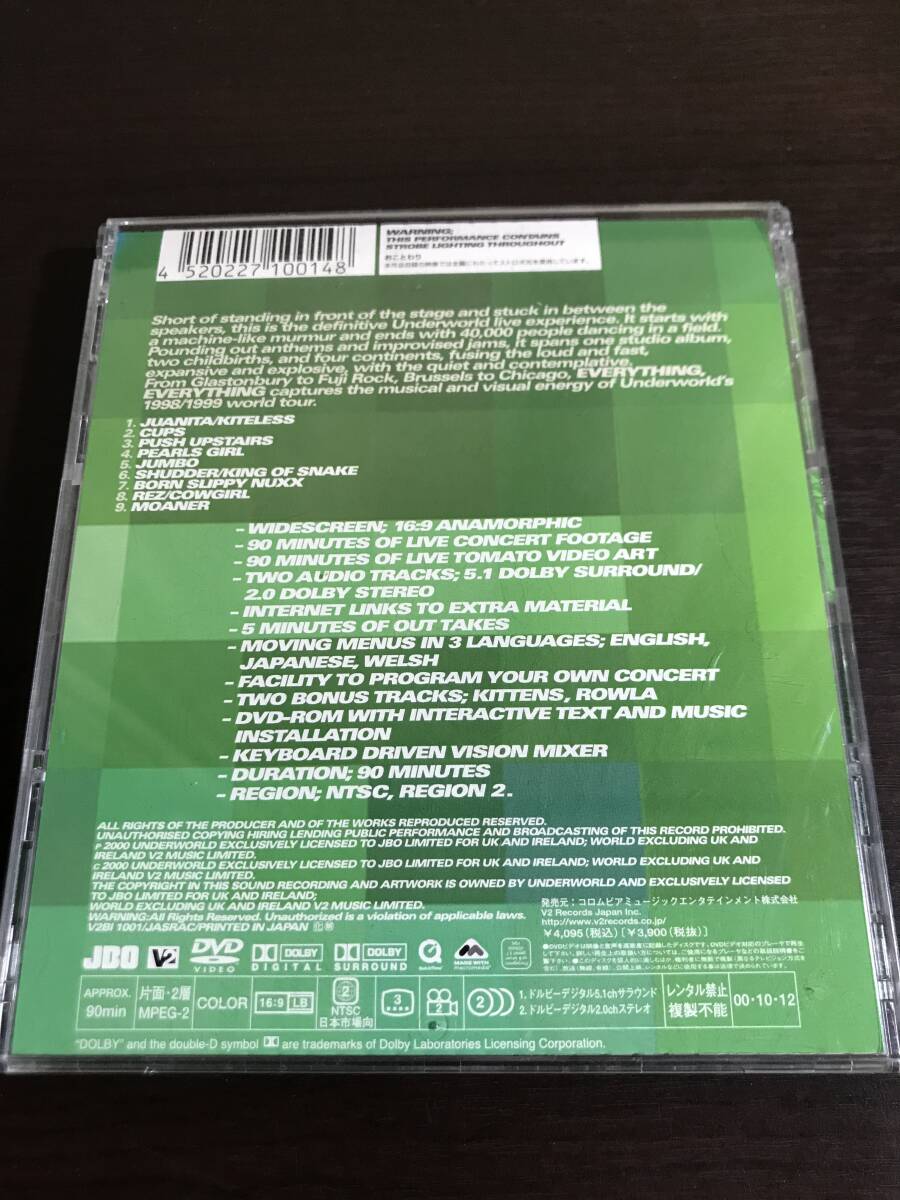 4 520227 100148
WARNING;
THIS PERFORMANCE CONTAINS
STROBE LIGHTING THROUGHOUT
おことわり
Short of standing in front of the stage and stuck in between the
speakers, this is the definitive Underworld live experience. It starts with
a machine-like murmur and ends with 40,000 people dancing in a field.
Pounding out anthems and improvised jams, it spans one studio album,
two childbirths, and four continents, fusing the loud and fast,
expansive and explosive, with the quiet and contemplative.
From Glastonbury to Fuji Rock, Brussels to Chicago, EVERYTHING,
EVERYTHING captures the musical and visual energy of Underworld's
1998/1999 world tour.
1. JUANITA/KITELESS
2. CUPS
3. PUSH UPSTAIRS
4. PEARLS GIRL
5. JUMBO
6. SHUDDER/KING OF SNAKE
7. BORN SLIPPY NUXX
8. REZ/COWGIRL
9. MOANER
- WIDESCREEN; 16:9 ANAMORPHIC
- 90 MINUTES OF LIVE CONCERT FOOTAGE
- 90 MINUTES OF LIVE TOMATO VIDEO ART
- TWO AUDIO TRACKS; 5.1 DOLBY SURROUND/
2.0 DOLBY STEREO
- INTERNET LINKS TO EXTRA MATERIAL
- 5 MINUTES OF OUT TAKES
- MOVING MENUS IN 3 LANGUAGES; ENGLISH,
JAPANESE, WELSH
- FACILITY TO PROGRAM YOUR OWN CONCERT
- TWO BONUS TRACKS; KITTENS, ROWLA
- DVD-ROM WITH INTERACTIVE TEXT AND MUSIC
INSTALLATION
- KEYBOARD DRIVEN VISION MIXER
- DURATION; 90 MINUTES
- REGION; NTSC, REGION 2.
ALL RIGHTS OF THE PRODUCER AND OF THE WORKS REPRODUCED RESERVED.
UNAUTHORISED COPYING HIRING LENDING PUBLIC PERFORMANCE AND BROADCASTING OF THIS RECORD PROHIBITED.
P 2000 UNDERWORLD EXCLUSIVELY LICENSED TO JBO LIMITED FOR UK AND IRELAND; WORLD EXCLUDING UK AND
IRELAND V2 MUSIC LIMITED.
C 2000 UNDERWORLD EXCLUSIVELY LICENSED TO JBO LIMITED FOR UK AND IRELAND; WORLD EXCLUDING UK AND
IRELAND V2 MUSIC LIMITED.
THE COPYRIGHT IN THIS SOUND RECORDING AND ARTWORK IS OWNED BY UNDERWORLD AND EXCLUSIVELY LICENSED
TO JBO LIMITED FOR UK AND IRELAND;
WORLD EXCLUDING UK AND IRELAND V2 MUSIC LIMITED.
WARNING:All Rights Reserved. Unauthorized is a violation of applicable laws.
V2BI 1001/JASRAC/PRINTED IN JAPAN
発売元：コロムビアミュージックエンタテインメント株式会社
V2 Records Japan Inc.
http://www.v2records.co.jp/
￥4,095(税込)〔￥3,900(税抜)〕
JBO V2 DVD VIDEO DOLBY DIGITAL DOLBY SURROUND QuickTime MADE WITH macromedia
APPROX. 90min
片面・2層 MPEG-2
COLOR
16:9 LB
2 NTSC 日本市場向
3
2
2
1. ドルビーデジタル5.1chサラウンド
2. ドルビーデジタル2.0chステレオ
レンタル禁止
複製不能
00・10・12
"DOLBY" and the double-D symbol are trademarks of Dolby Laboratories Licensing Corporation.